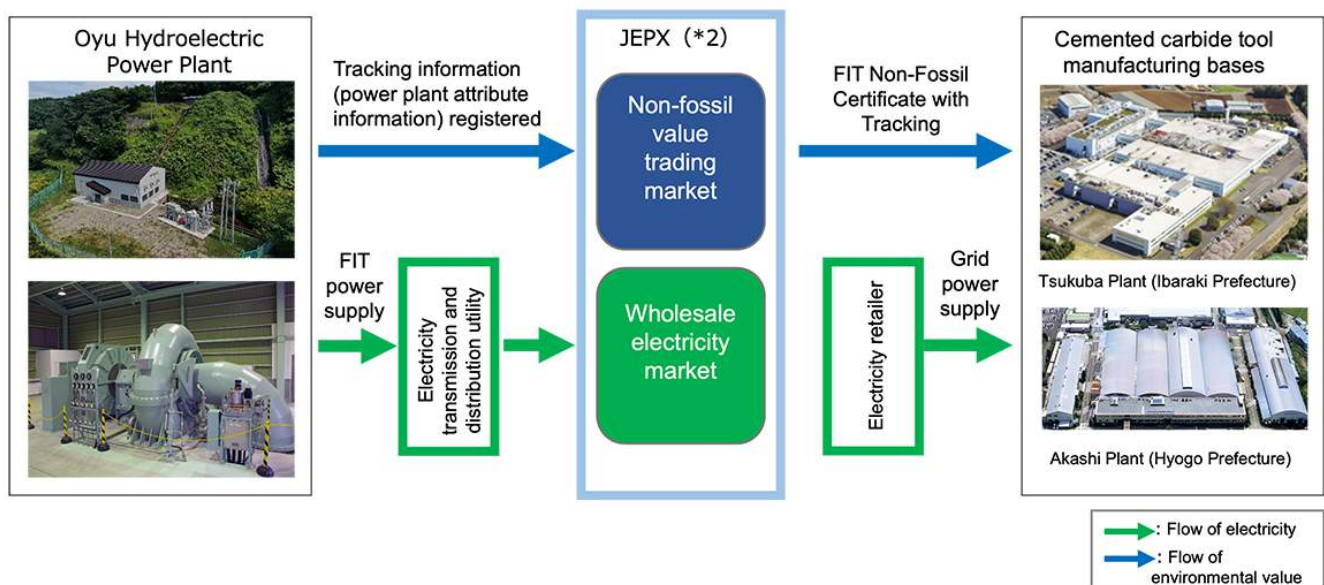 Oyu Hydroelectric
Power Plant
Tracking information
(power plant attribute
information) registered
JEPX (*2)
Non-fossil
value
trading
market
FIT Non-Fossil
Certificate with
Tracking
Cemented carbide tool
manufacturing bases
Tsukuba Plant (Ibaraki Prefecture)
FIT
power
supply
Electricity
transmission and
distribution utility
Wholesale
electricity
market
Electricity retailer
Grid
power
supply
Akashi Plant (Hyogo Prefecture)
: Flow of electricity
: Flow of
environmental value